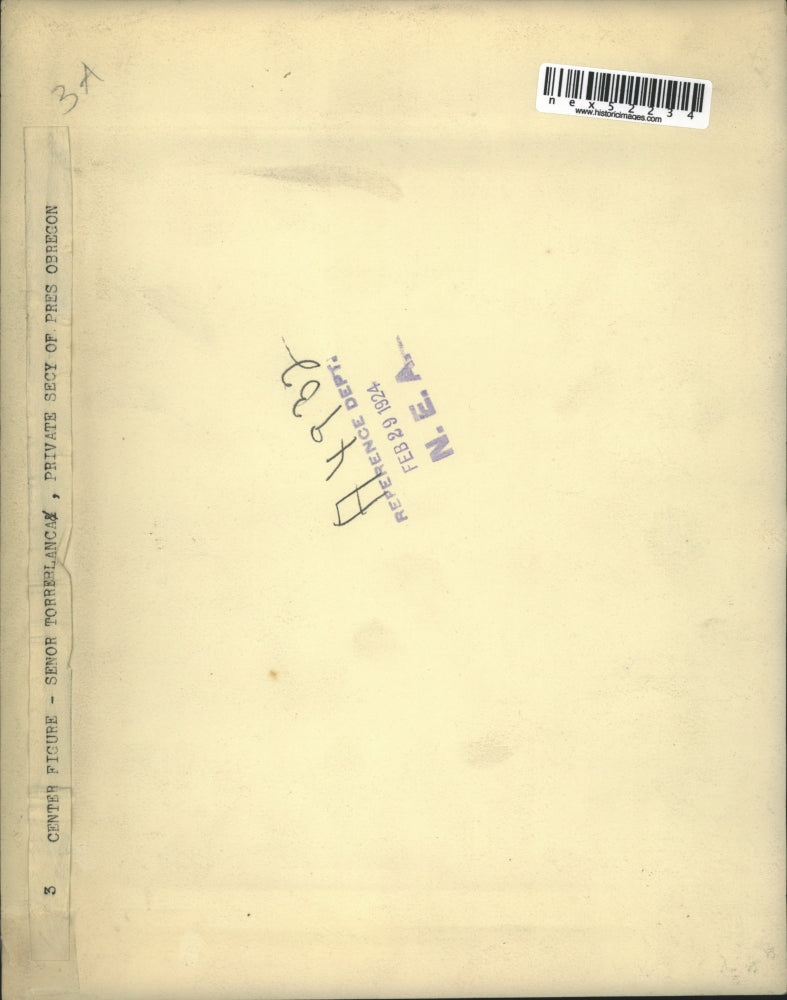 3A
nex52234
www.historicimages.com
3 CENTER FIGURE - SENOR TORREBLANCA , PRIVATE SECY OF PRES OBREGON
A4932
REFERENCE DEPT.
FEB 29 1924
N. E. A.